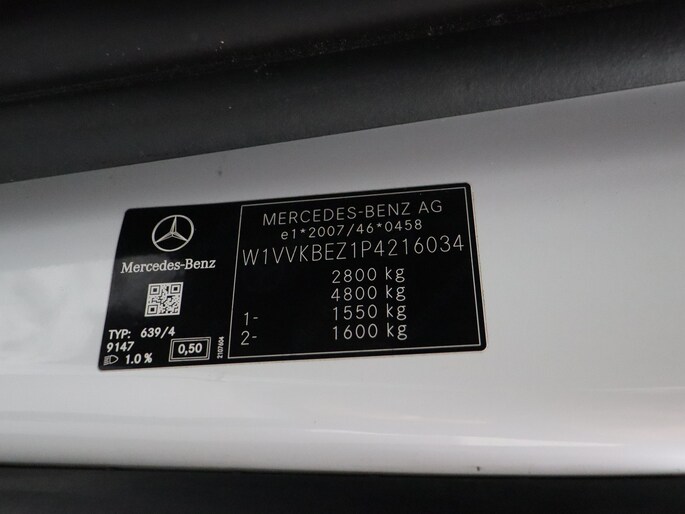 Mercedes-Benz
TYP: 639/4
9147
1.0 %
0,50
2107604
MERCEDES-BENZ AG
e1*2007/46*0458
W1VVKBEZ1P4216034
2800 kg
4800 kg
1- 1550 kg
2- 1600 kg